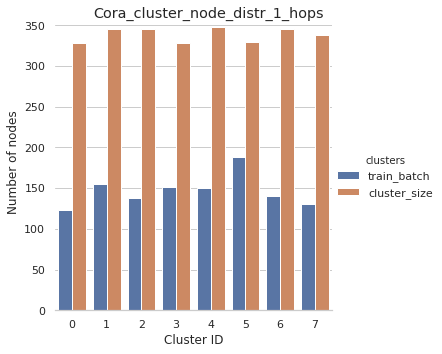 Cora_cluster_node_distr_1_hops
350
300
250
200
150
100
50
0
Number of nodes
0 1 2 3 4 5 6 7
Cluster ID
clusters
train_batch
cluster_size